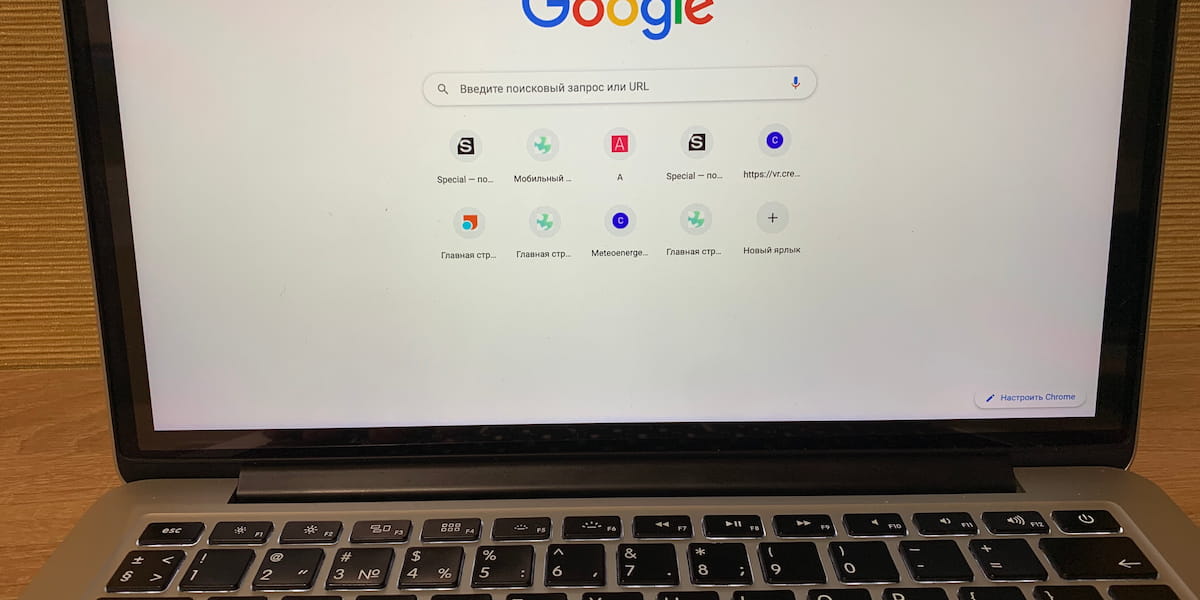 Google
Введите поисковый запрос или URL
S S A S C
Special — по... Мобильный ... A Special — по... https://vr.cre...
C
Главная стр... Главная стр... Meteoenerge... Главная стр... Новый ярлык
Настроить Chrome
esc F1 F2 F3 F4 F5 F6 F7 F8 F9 F10 F11 F12
± < ! @ # $ % ^ & * ( ) — +
§ > 1 2 " 3 № 4 % 5 : 6 , 7 . 8 ; 9 0 - =